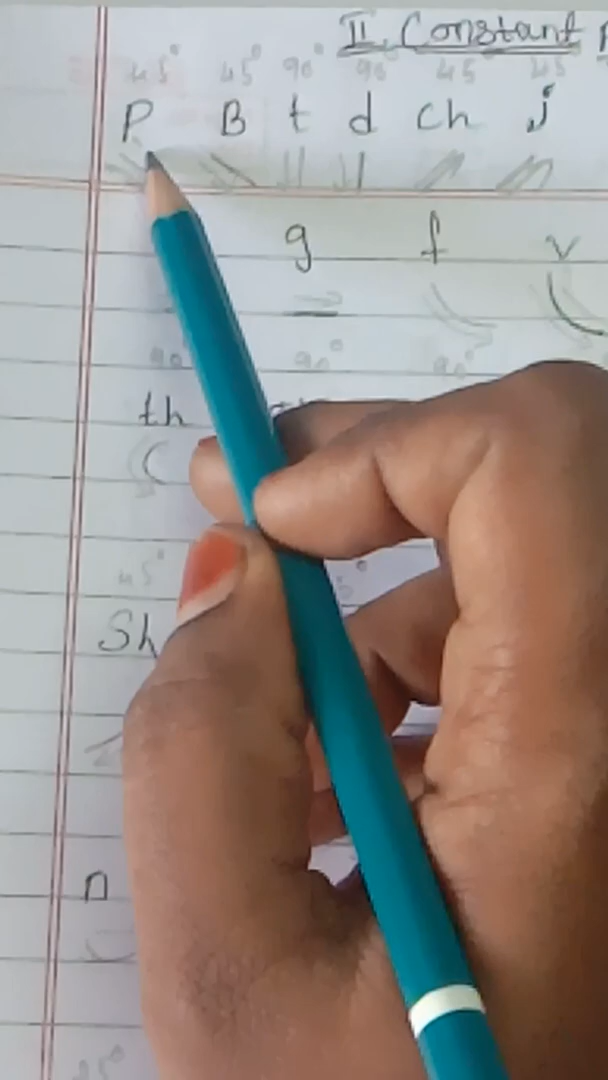 II. Constant
45° 45° 90° 90° 45° 45
P B t d ch j
g f v
90 90° 90°
th
45°
Sh
n